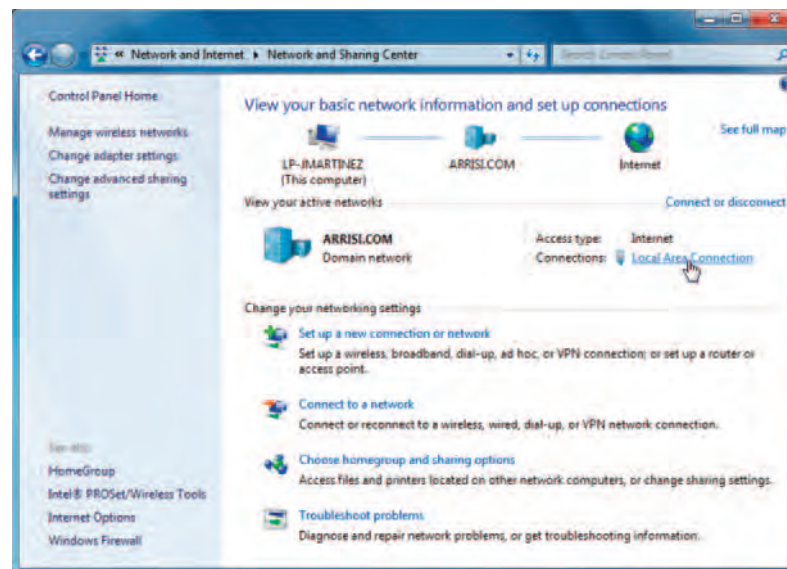 « Network and Internet ▸ Network and Sharing Center
Control Panel Home
Manage wireless networks
Change adapter settings
Change advanced sharing
settings
See also
HomeGroup
Intel® PROSet/Wireless Tools
Internet Options
Windows Firewall
View your basic network information and set up connections
See full map
LP-JMARTINEZ
(This computer)
ARRISI.COM
Internet
View your active networks
Connect or disconnect
ARRISI.COM
Domain network
Access type: Internet
Connections: Local Area Connection
Change your networking settings
Set up a new connection or network
Set up a wireless, broadband, dial-up, ad hoc, or VPN connection; or set up a router or
access point.
Connect to a network
Connect or reconnect to a wireless, wired, dial-up, or VPN network connection.
Choose homegroup and sharing options
Access files and printers located on other network computers, or change sharing settings.
Troubleshoot problems
Diagnose and repair network problems, or get troubleshooting information.